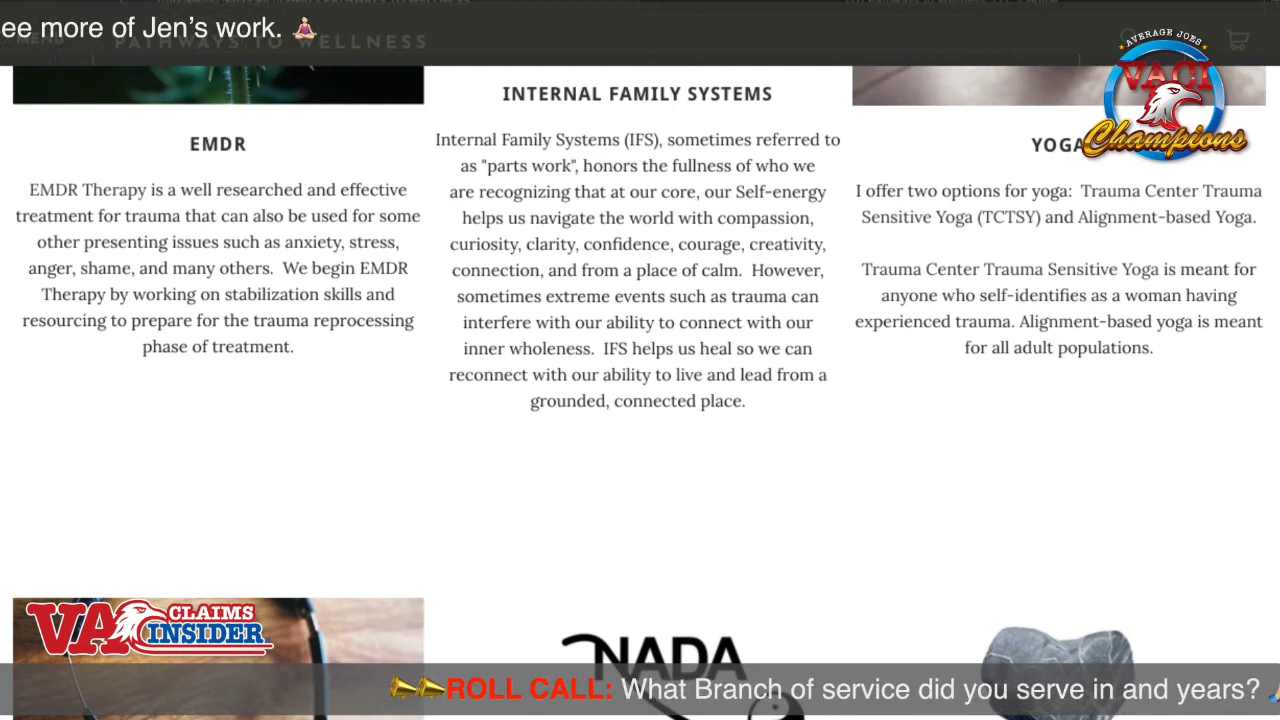 ee more of Jen's work. 🧘
PATHWAYS TO WELLNESS
AVERAGE JOES
VACI
Champions
EMDR
EMDR Therapy is a well researched and effective
treatment for trauma that can also be used for some
other presenting issues such as anxiety, stress,
anger, shame, and many others.  We begin EMDR
Therapy by working on stabilization skills and
resourcing to prepare for the trauma reprocessing
phase of treatment.
INTERNAL FAMILY SYSTEMS
Internal Family Systems (IFS), sometimes referred to
as "parts work", honors the fullness of who we
are recognizing that at our core, our Self-energy
helps us navigate the world with compassion,
curiosity, clarity, confidence, courage, creativity,
connection, and from a place of calm.  However,
sometimes extreme events such as trauma can
interfere with our ability to connect with our
inner wholeness.  IFS helps us heal so we can
reconnect with our ability to live and lead from a
grounded, connected place.
YOGA
I offer two options for yoga:  Trauma Center Trauma
Sensitive Yoga (TCTSY) and Alignment-based Yoga.
Trauma Center Trauma Sensitive Yoga is meant for
anyone who self-identifies as a woman having
experienced trauma. Alignment-based yoga is meant
for all adult populations.
VA CLAIMS
INSIDER
NADA
ROLL CALL: What Branch of service did you serve in and years?